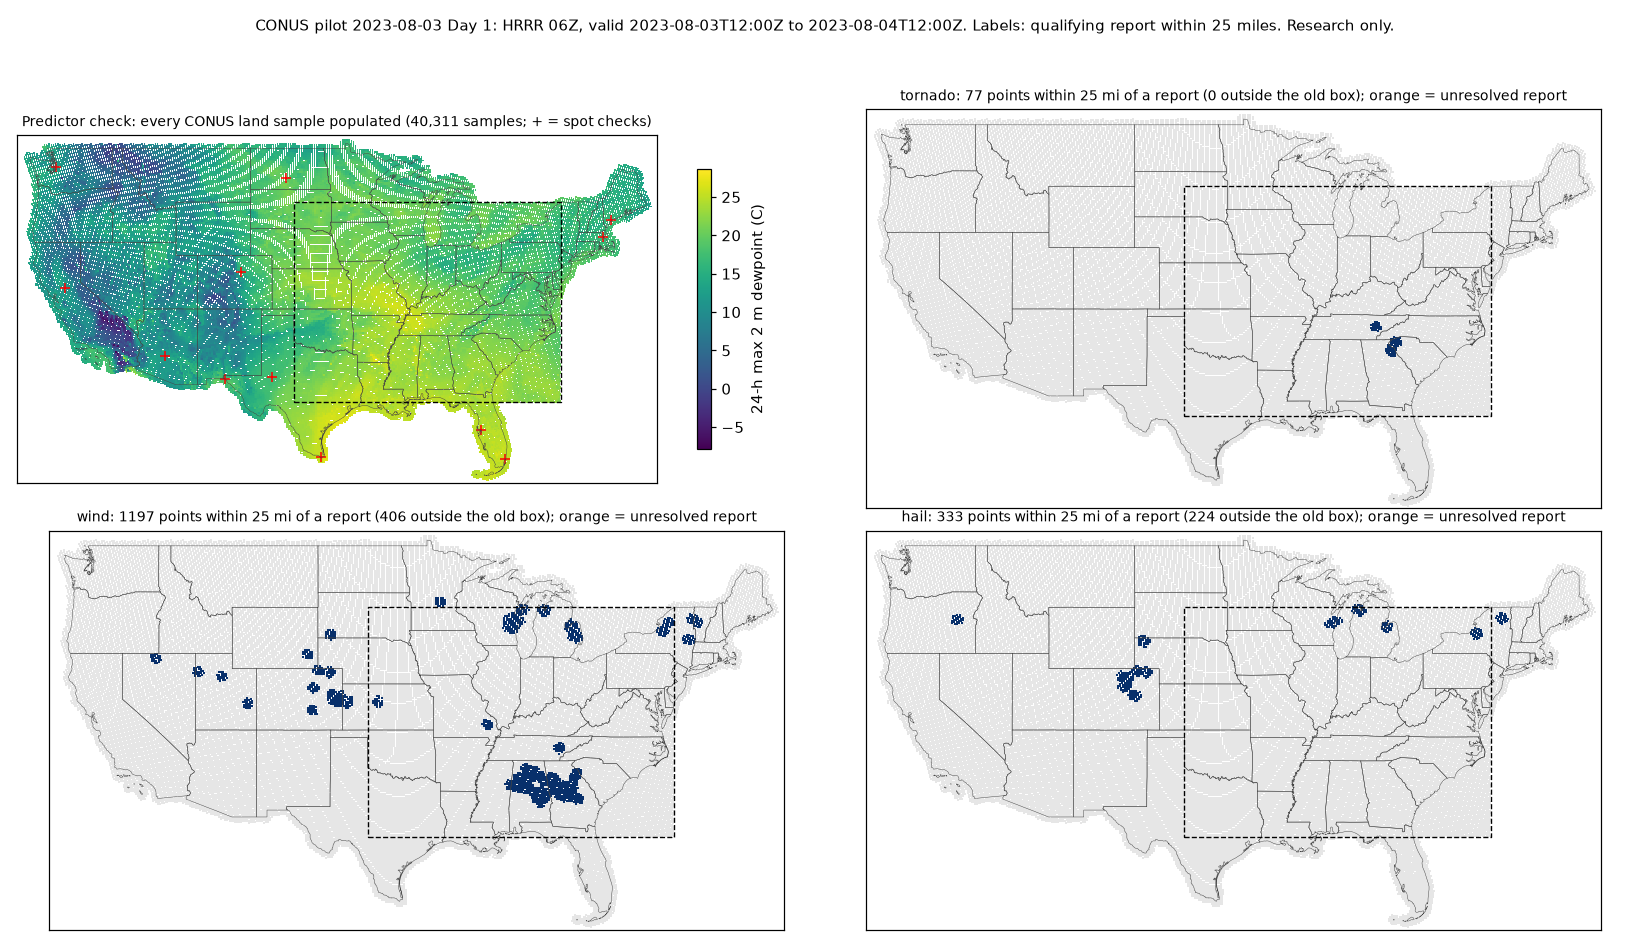 CONUS pilot 2023-08-03 Day 1: HRRR 06Z, valid 2023-08-03T12:00Z to 2023-08-04T12:00Z. Labels: qualifying report within 25 miles. Research only.
Predictor check: every CONUS land sample populated (40,311 samples; + = spot checks)
25
20
15
10
5
0
−5
24-h max 2 m dewpoint (C)
tornado: 77 points within 25 mi of a report (0 outside the old box); orange = unresolved report
wind: 1197 points within 25 mi of a report (406 outside the old box); orange = unresolved report
hail: 333 points within 25 mi of a report (224 outside the old box); orange = unresolved report